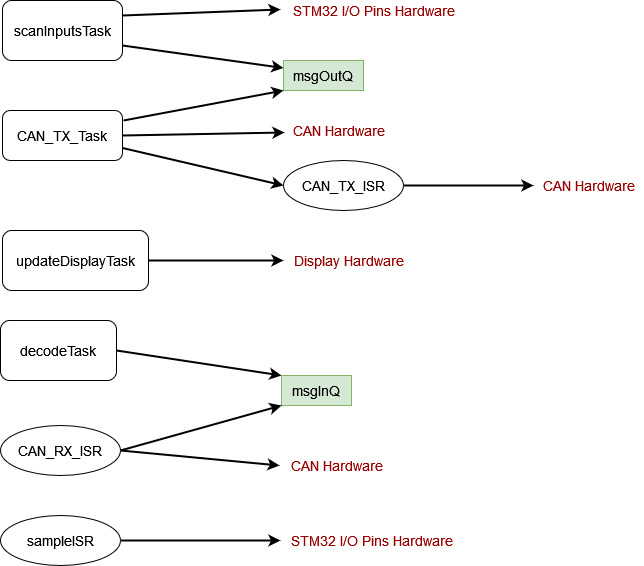 scanInputsTask
STM32 I/O Pins Hardware
msgOutQ
CAN_TX_Task
CAN Hardware
CAN_TX_ISR
CAN Hardware
updateDisplayTask
Display Hardware
decodeTask
msgInQ
CAN_RX_ISR
CAN Hardware
sampleISR
STM32 I/O Pins Hardware